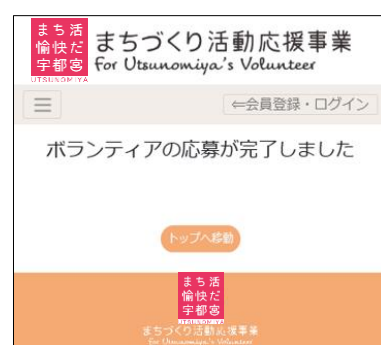 まち活
愉快だ
宇都宮
UTSUNOMIYA
まちづくり活動応援事業
For Utsunomiya's Volunteer
⇐会員登録・ログイン
ボランティアの応募が完了しました
トップへ移動
まち活
愉快だ
宇都宮
UTSUNOMIYA
まちづくり活動応援事業
For Utsunomiya's Volunteer